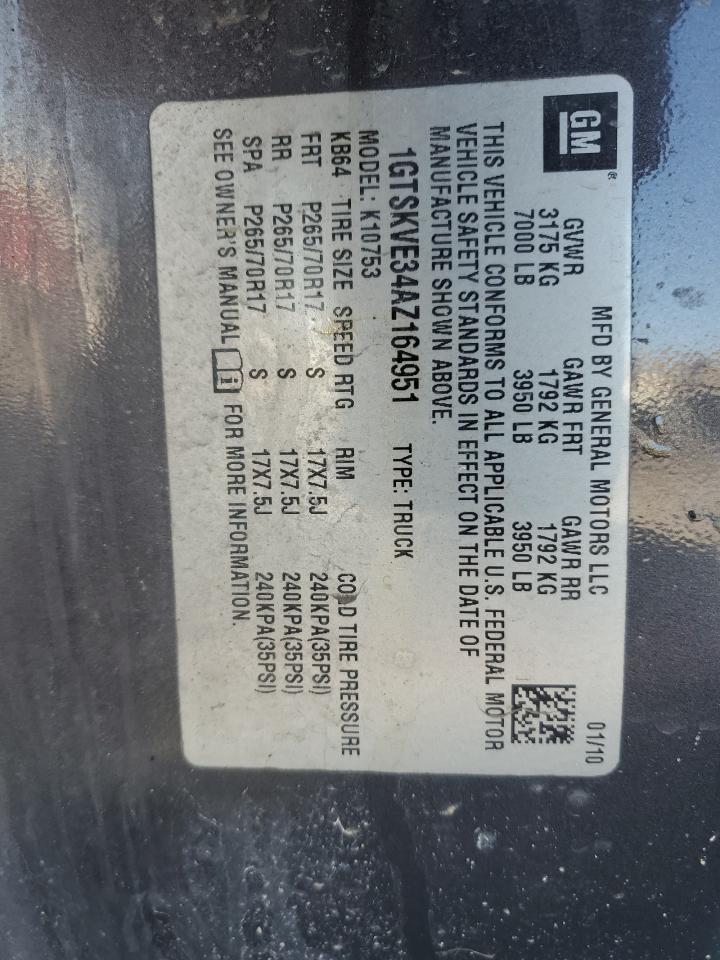 GM®
MFD BY GENERAL MOTORS LLC 01/10
GVWR GAWR FRT GAWR RR
3175 KG 1792 KG 1792 KG
7000 LB 3950 LB 3950 LB
THIS VEHICLE CONFORMS TO ALL APPLICABLE U.S. FEDERAL MOTOR
VEHICLE SAFETY STANDARDS IN EFFECT ON THE DATE OF
MANUFACTURE SHOWN ABOVE.
1GTSKVE34AZ164951 TYPE: TRUCK
MODEL: K10753
KB64 TIRE SIZE SPEED RTG RIM COLD TIRE PRESSURE
FRT P265/70R17 S 17X7.5J 240KPA(35PSI)
RR P265/70R17 S 17X7.5J 240KPA(35PSI)
SPA P265/70R17 S 17X7.5J 240KPA(35PSI)
SEE OWNER'S MANUAL i FOR MORE INFORMATION.